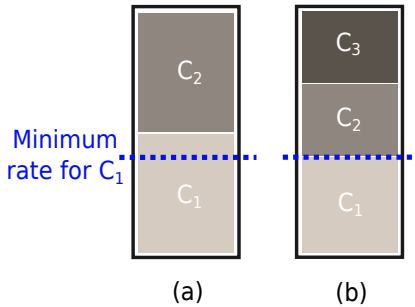 C₃
C₂
C₂
Minimum
rate for C₁
C₁
C₁
(a)
(b)